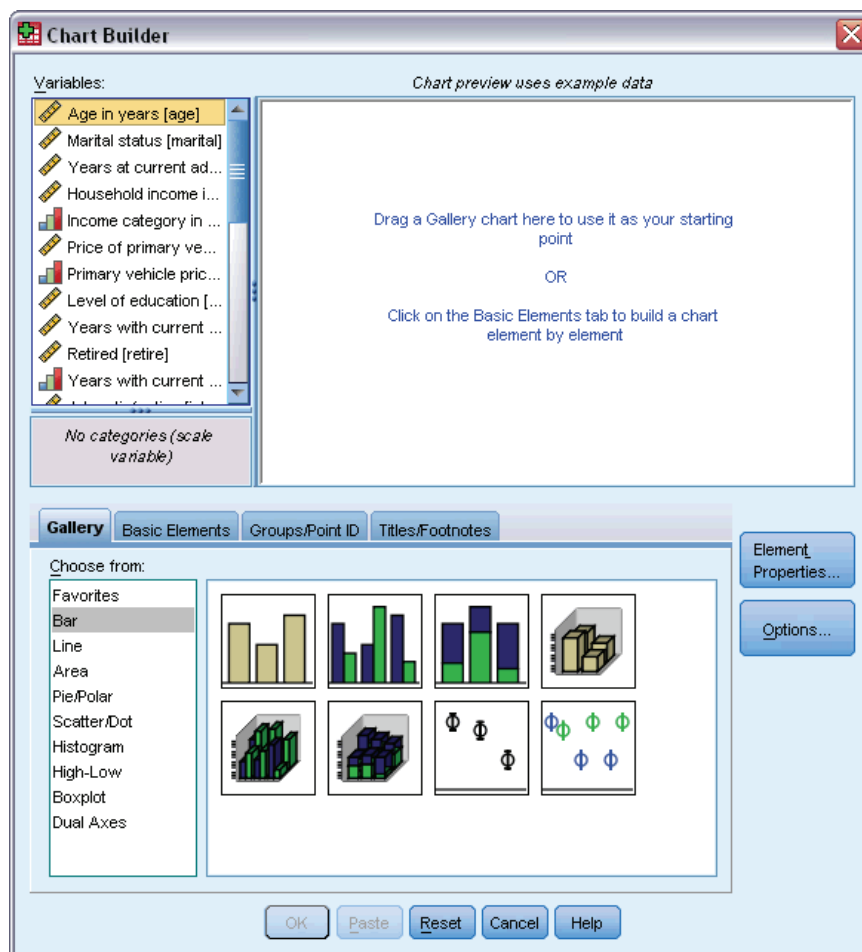 Chart Builder
Variables:
Chart preview uses example data
Age in years [age]
Marital status [marital]
Years at current ad...
Household income i...
Income category in ...
Price of primary ve...
Primary vehicle pric...
Level of education [...
Years with current ...
Retired [retire]
Years with current ...
No categories (scale
variable)
Drag a Gallery chart here to use it as your starting
point
OR
Click on the Basic Elements tab to build a chart
element by element
Gallery
Basic Elements
Groups/Point ID
Titles/Footnotes
Choose from:
Favorites
Bar
Line
Area
Pie/Polar
Scatter/Dot
Histogram
High-Low
Boxplot
Dual Axes
Element
Properties...
Options...
OK
Paste
Reset
Cancel
Help